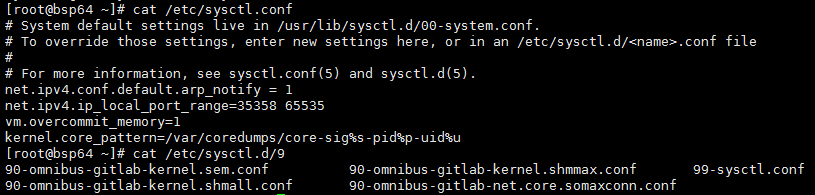 [root@bsp64 ~]# cat /etc/sysctl.conf
# System default settings live in /usr/lib/sysctl.d/00-system.conf.
# To override those settings, enter new settings here, or in an /etc/sysctl.d/<name>.conf file
#
# For more information, see sysctl.conf(5) and sysctl.d(5).
net.ipv4.conf.default.arp_notify = 1
net.ipv4.ip_local_port_range=35358 65535
vm.overcommit_memory=1
kernel.core_pattern=/var/coredumps/core-sig%s-pid%p-uid%u
[root@bsp64 ~]# cat /etc/sysctl.d/9
90-omnibus-gitlab-kernel.sem.conf 90-omnibus-gitlab-kernel.shmmax.conf 99-sysctl.conf
90-omnibus-gitlab-kernel.shmall.conf 90-omnibus-gitlab-net.core.somaxconn.conf